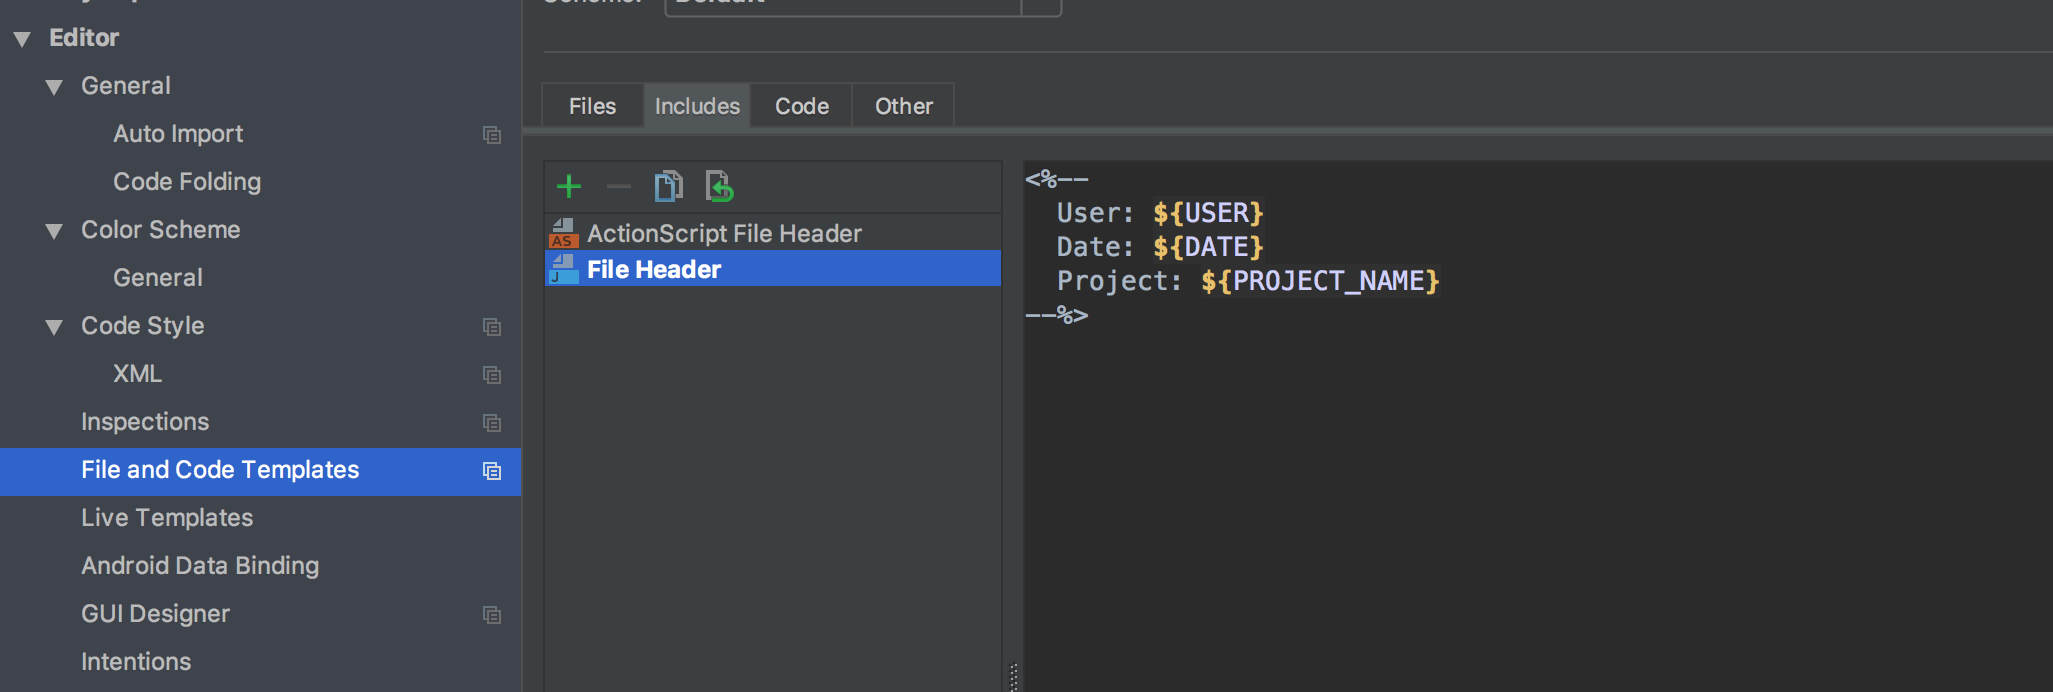 Editor
General
Auto Import
Code Folding
Color Scheme
General
Code Style
XML
Inspections
File and Code Templates
Live Templates
Android Data Binding
GUI Designer
Intentions
Files Includes Code Other
AS ActionScript File Header
J File Header
<%--
User: ${USER}
Date: ${DATE}
Project: ${PROJECT_NAME}
--%>